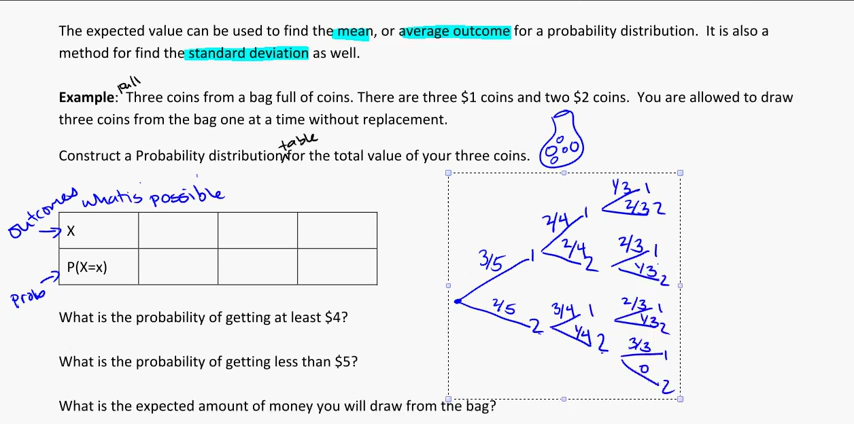 The expected value can be used to find the mean, or average outcome for a probability distribution. It is also a
method for find the standard deviation as well.
pull
Example: Three coins from a bag full of coins. There are three $1 coins and two $2 coins. You are allowed to draw
three coins from the bag one at a time without replacement.
table
Construct a Probability distribution for the total value of your three coins.
outcomes what is possible
X
P(X=x)
Prob
What is the probability of getting at least $4?
What is the probability of getting less than $5?
What is the expected amount of money you will draw from the bag?
1/3 1
2/4 1 2/3 2
3/5 1 2/4 2 2/3 1
1/3 2
2/5 2 3/4 1 2/3 1
1/3 2
1/4 2 3/3 1
0 2